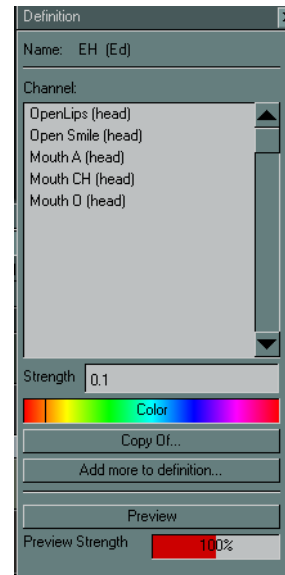 Definition
Name: EH (Ed)
Channel:
OpenLips (head)
Open Smile (head)
Mouth A (head)
Mouth CH (head)
Mouth O (head)
Strength 0.1
Color
Copy Of...
Add more to definition...
Preview
Preview Strength 100%